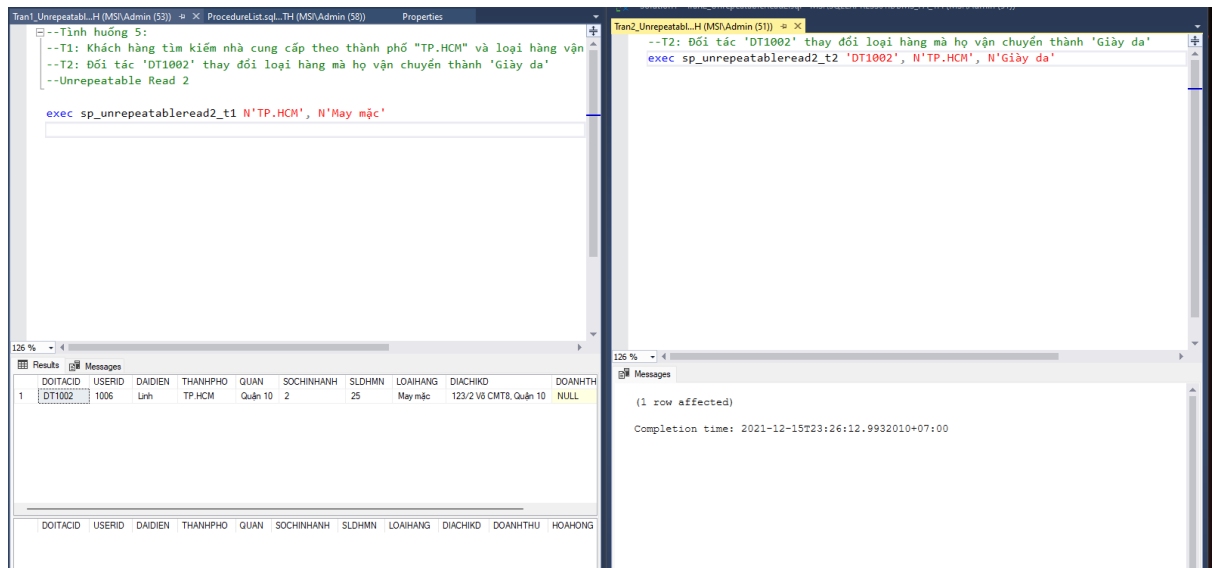 Tran1_Unrepeatabl...H (MSI\Admin (53)) ProcedureList.sql...TH (MSI\Admin (58)) Properties
--Tình huống 5:
--T1: Khách hàng tìm kiếm nhà cung cấp theo thành phố "TP.HCM" và loại hàng vận
--T2: Đối tác 'DT1002' thay đổi loại hàng mà họ vận chuyển thành 'Giày da'
--Unrepeatable Read 2
exec sp_unrepeatableread2_t1 N'TP.HCM', N'May mặc'
126 %
Results Messages
DOITACID USERID DAIDIEN THANHPHO QUAN SOCHINHANH SLDHMN LOAIHANG DIACHIKD DOANHTH
1 DT1002 1006 Linh TP.HCM Quận 10 2 25 May mặc 123/2 Võ CMT8, Quận 10 NULL
DOITACID USERID DAIDIEN THANHPHO QUAN SOCHINHANH SLDHMN LOAIHANG DIACHIKD DOANHTHU HOAHONG
Tran2_Unrepeatabl...H (MSI\Admin (51))
--T2: Đối tác 'DT1002' thay đổi loại hàng mà họ vận chuyển thành 'Giày da'
exec sp_unrepeatableread2_t2 'DT1002', N'TP.HCM', N'Giày da'
126 %
Messages
(1 row affected)
Completion time: 2021-12-15T23:26:12.9932010+07:00